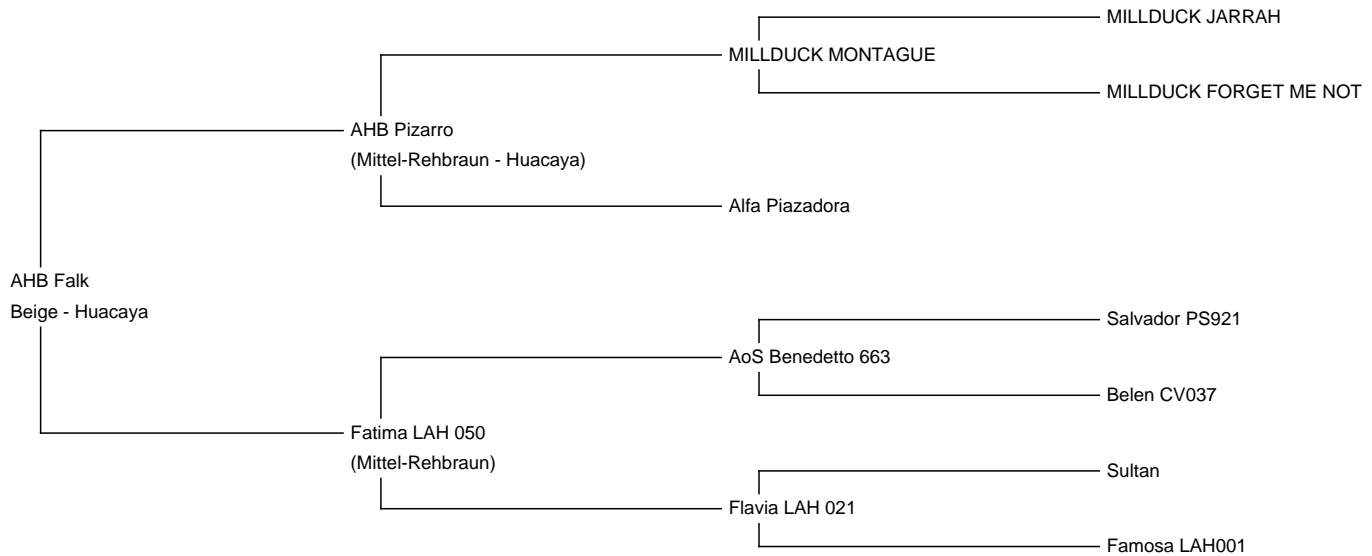 MILLDUCK JARRAH
MILLDUCK MONTAGUE
MILLDUCK FORGET ME NOT
AHB Pizarro
(Mittel-Rehbraun - Huacaya)
Alfa Piazadora
AHB Falk
Beige - Huacaya
Salvador PS921
AoS Benedetto 663
Belen CV037
Fatima LAH 050
(Mittel-Rehbraun)
Sultan
Flavia LAH 021
Famosa LAH001